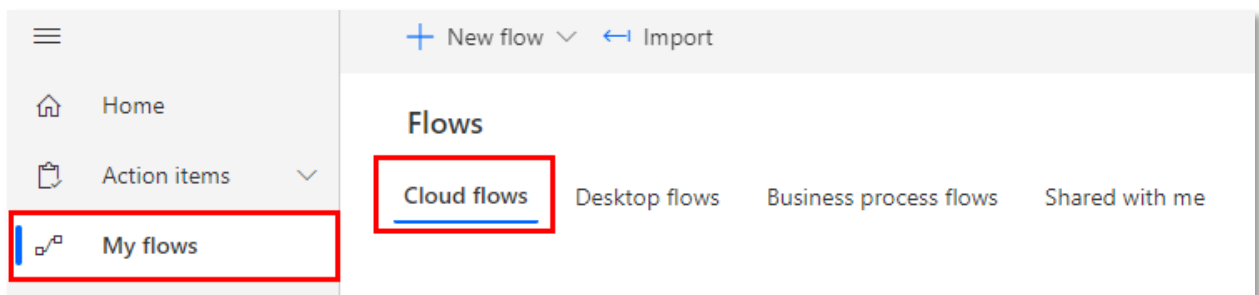 New flow
Import
Home
Action items
My flows
Flows
Cloud flows
Desktop flows
Business process flows
Shared with me